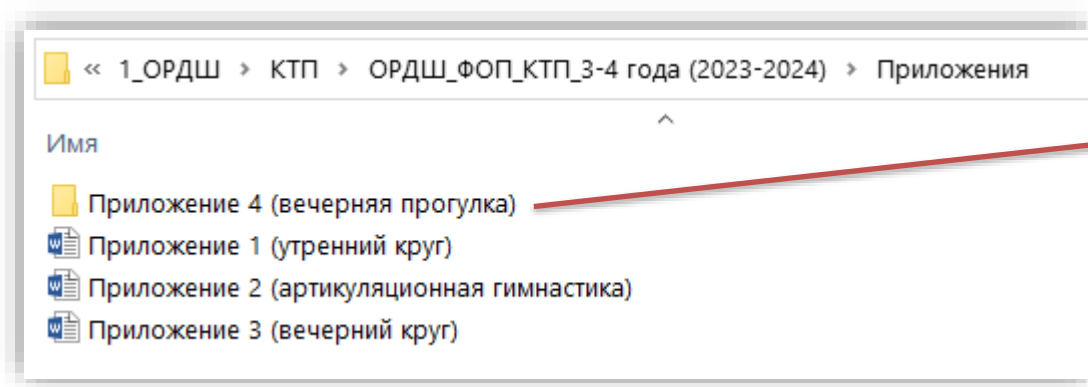 « 1_ОРДШ > КТП > ОРДШ_ФОП_КТП_3-4 года (2023-2024) > Приложения
Имя
Приложение 4 (вечерняя прогулка)
Приложение 1 (утренний круг)
Приложение 2 (артикуляционная гимнастика)
Приложение 3 (вечерний круг)